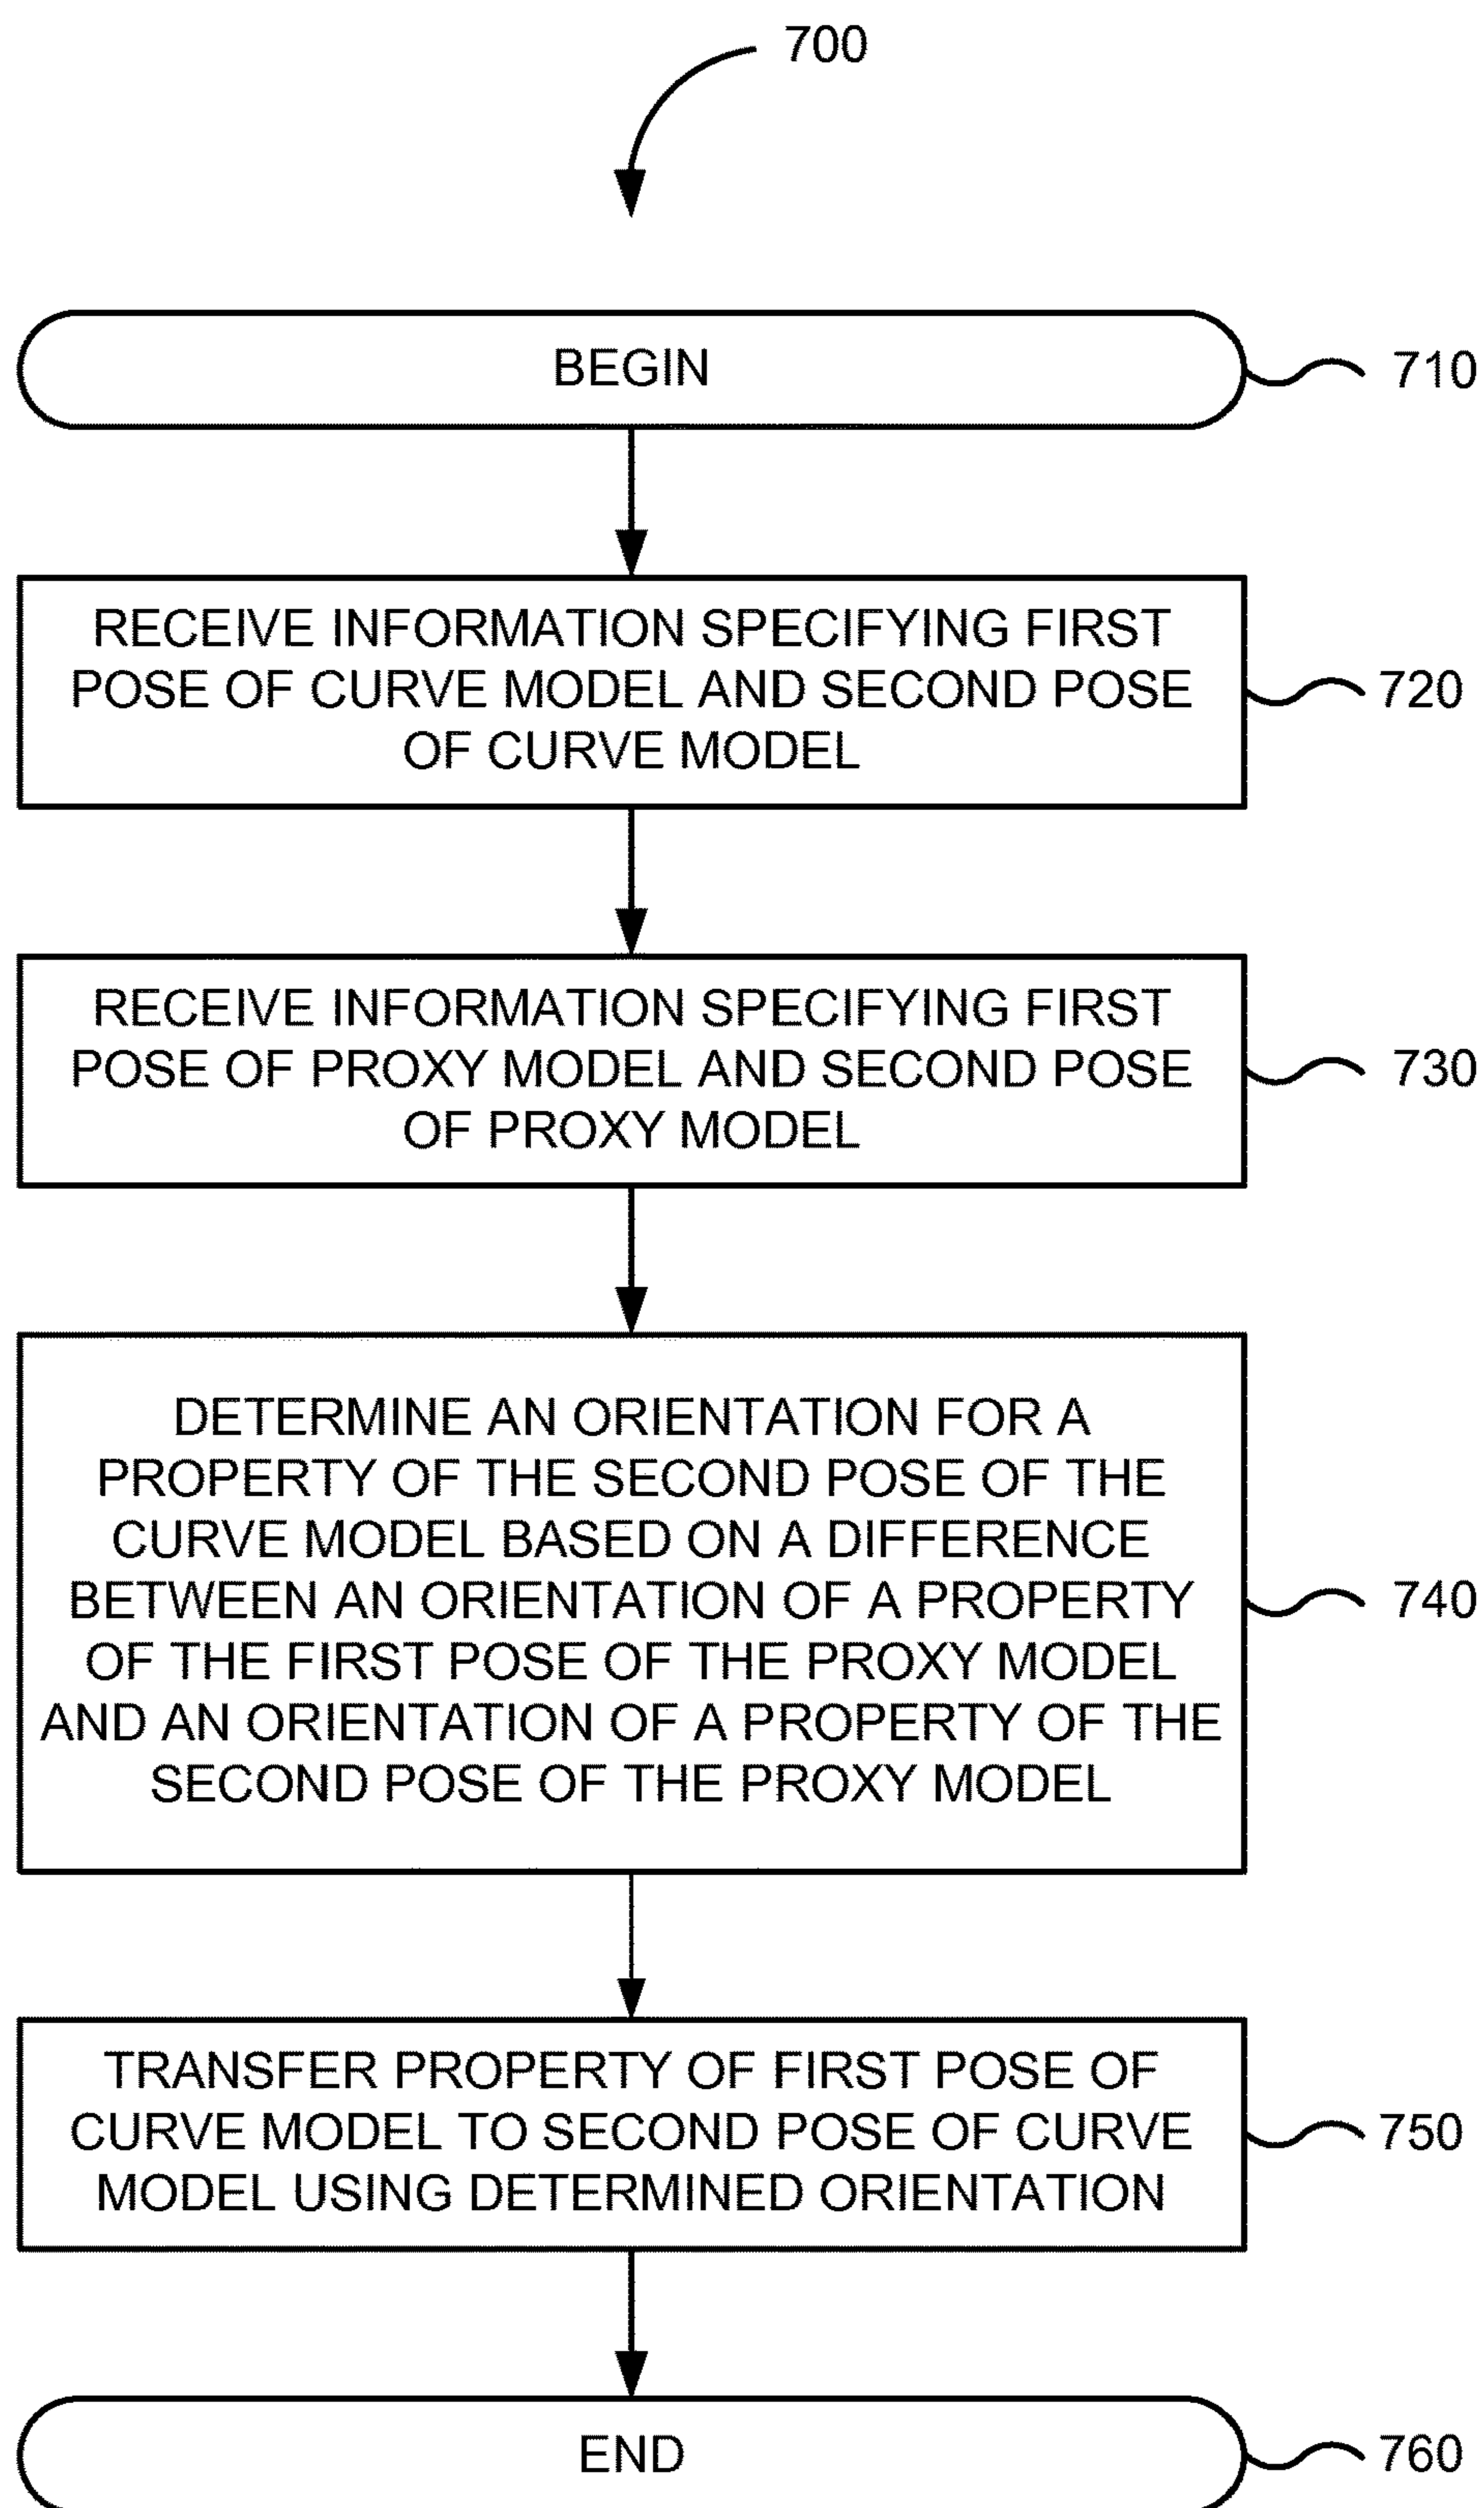 700
BEGIN
710
RECEIVE INFORMATION SPECIFYING FIRST
POSE OF CURVE MODEL AND SECOND POSE
OF CURVE MODEL
720
RECEIVE INFORMATION SPECIFYING FIRST
POSE OF PROXY MODEL AND SECOND POSE
OF PROXY MODEL
730
DETERMINE AN ORIENTATION FOR A
PROPERTY OF THE SECOND POSE OF THE
CURVE MODEL BASED ON A DIFFERENCE
BETWEEN AN ORIENTATION OF A PROPERTY
OF THE FIRST POSE OF THE PROXY MODEL
AND AN ORIENTATION OF A PROPERTY OF THE
SECOND POSE OF THE PROXY MODEL
740
TRANSFER PROPERTY OF FIRST POSE OF
CURVE MODEL TO SECOND POSE OF CURVE
MODEL USING DETERMINED ORIENTATION
750
END
760